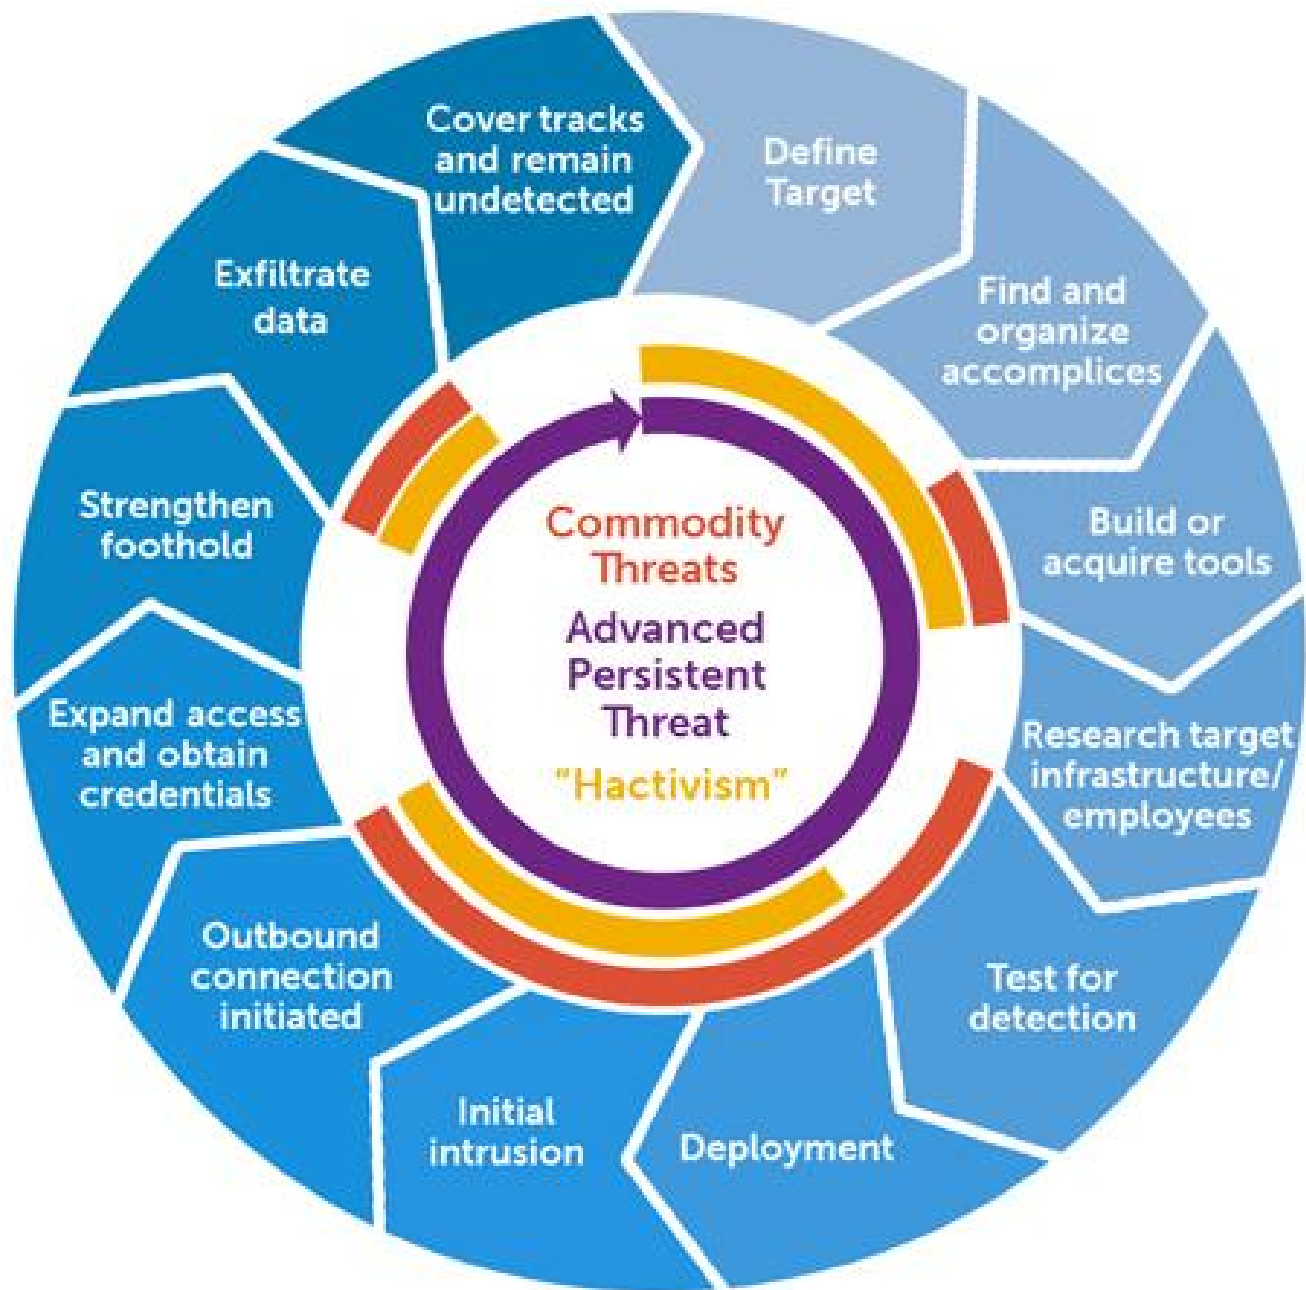 Define
Target
Find and
organize
accomplices
Build or
acquire tools
Research target
infrastructure/
employees
Test for
detection
Deployment
Initial
intrusion
Outbound
connection
initiated
Expand access
and obtain
credentials
Strengthen
foothold
Exfiltrate
data
Cover tracks
and remain
undetected
Commodity
Threats
Advanced
Persistent
Threat
"Hactivism"